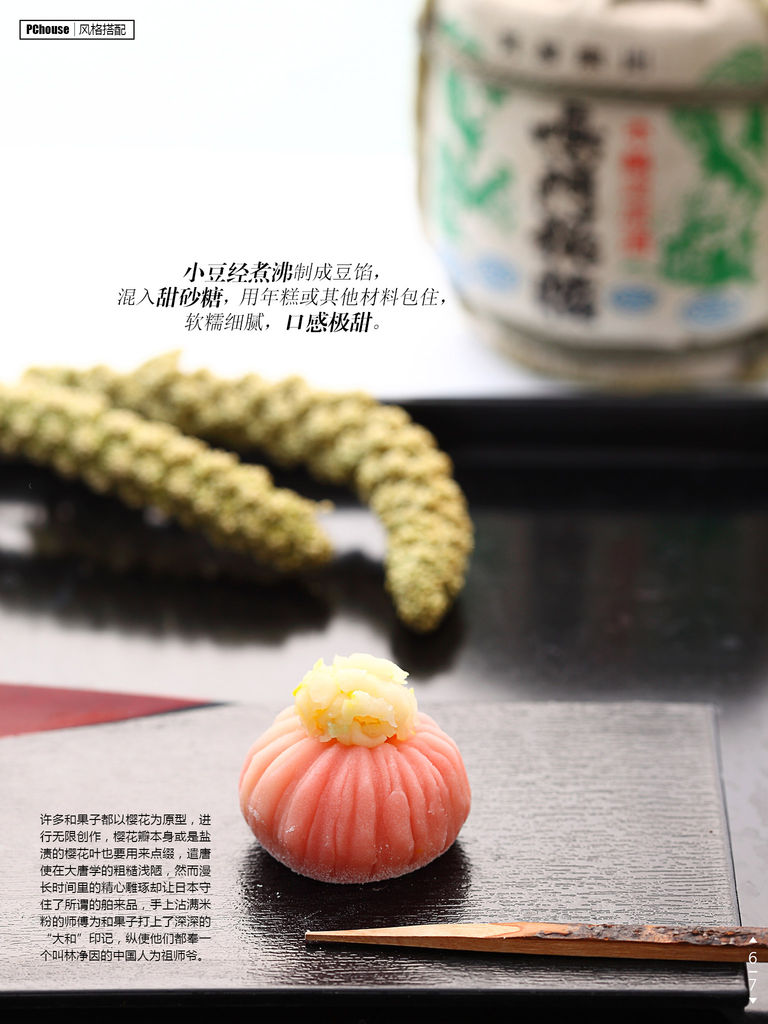 PChouse 风格搭配
小豆经煮沸制成豆馅，
混入甜砂糖，用年糕或其他材料包住，
软糯细腻，口感极甜。
许多和果子都以樱花为原型，进
行无限创作，樱花瓣本身或是盐
渍的樱花叶也要用来点缀，遣唐
使在大唐学的粗糙浅陋，然而漫
长时间里的精心雕琢却让日本守
住了所谓的舶来品，手上沾满米
粉的师傅为和果子打上了深深的
“大和”印记，纵使他们都奉一
个叫林净因的中国人为祖师爷。
6
7